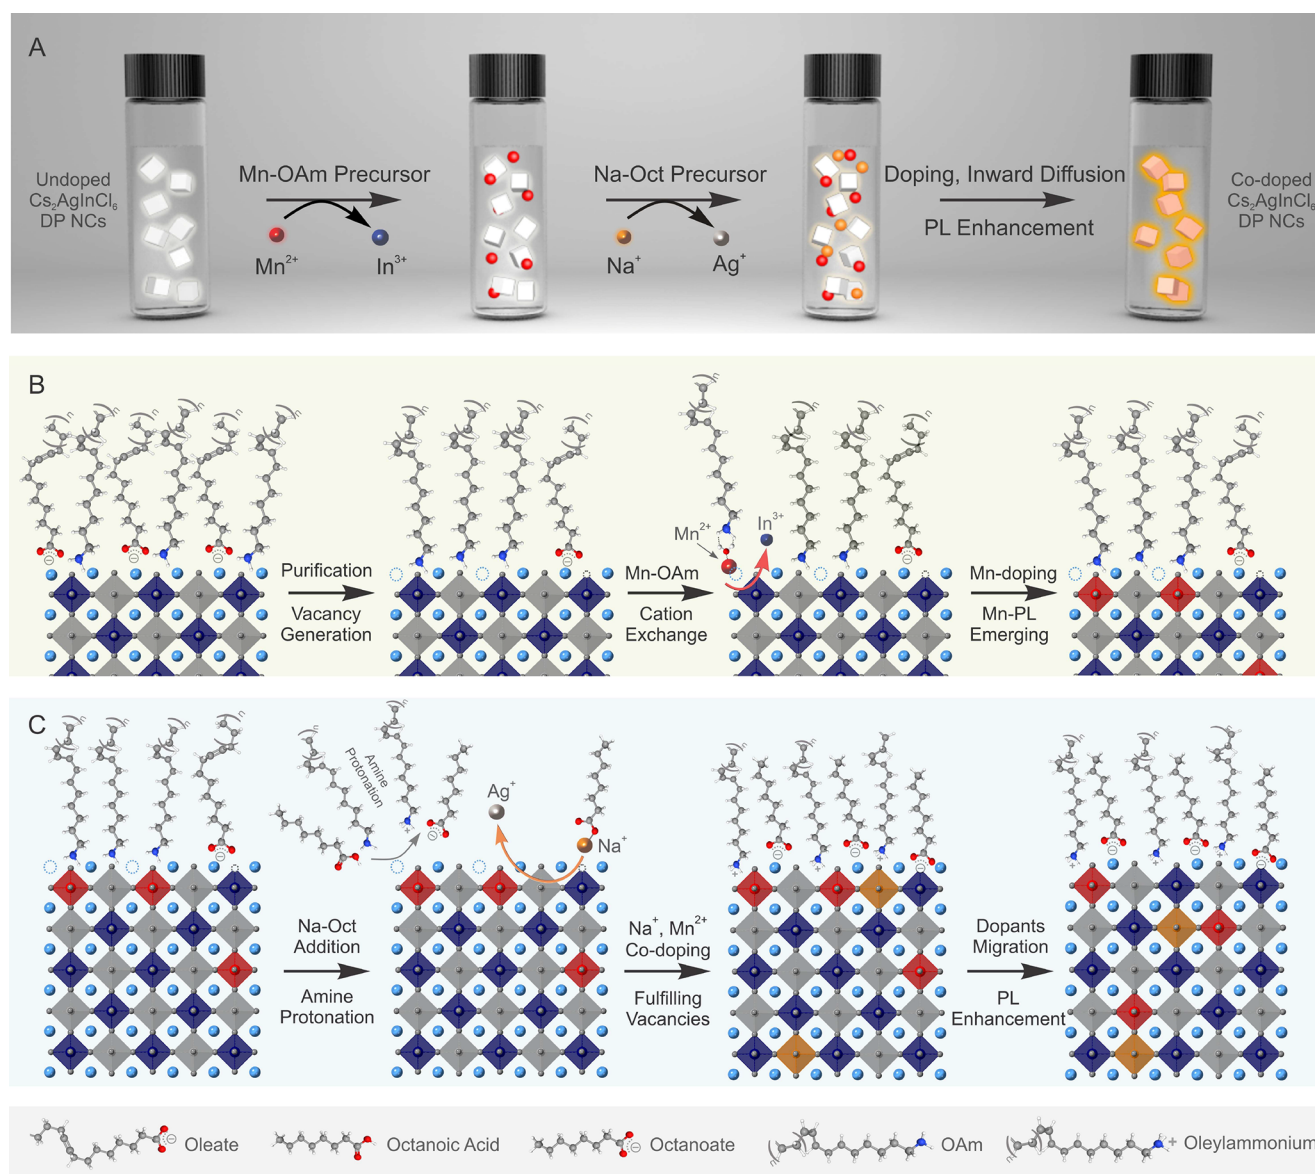 A
Undoped
Cs₂AgInCl₆
DP NCs
Mn-OAm Precursor
Mn²⁺
In³⁺
Na-Oct Precursor
Na⁺
Ag⁺
Doping, Inward Diffusion
PL Enhancement
Co-doped
Cs₂AgInCl₆
DP NCs
B
n
n
n
n
n
n
n
n
n
n
n
n
Purification
Vacancy
Generation
Mn²⁺
In³⁺
Mn-OAm
Cation
Exchange
Mn-doping
Mn-PL
Emerging
C
n
n
n
n
n
Amine
Protonation
Ag⁺
Na⁺
Na-Oct
Addition
Amine
Protonation
Na⁺, Mn²⁺
Co-doping
Fulfilling
Vacancies
n
n
n
n
n
n
Dopants
Migration
PL
Enhancement
Oleate
Octanoic Acid
Octanoate
n
OAm
n
Oleylammonium